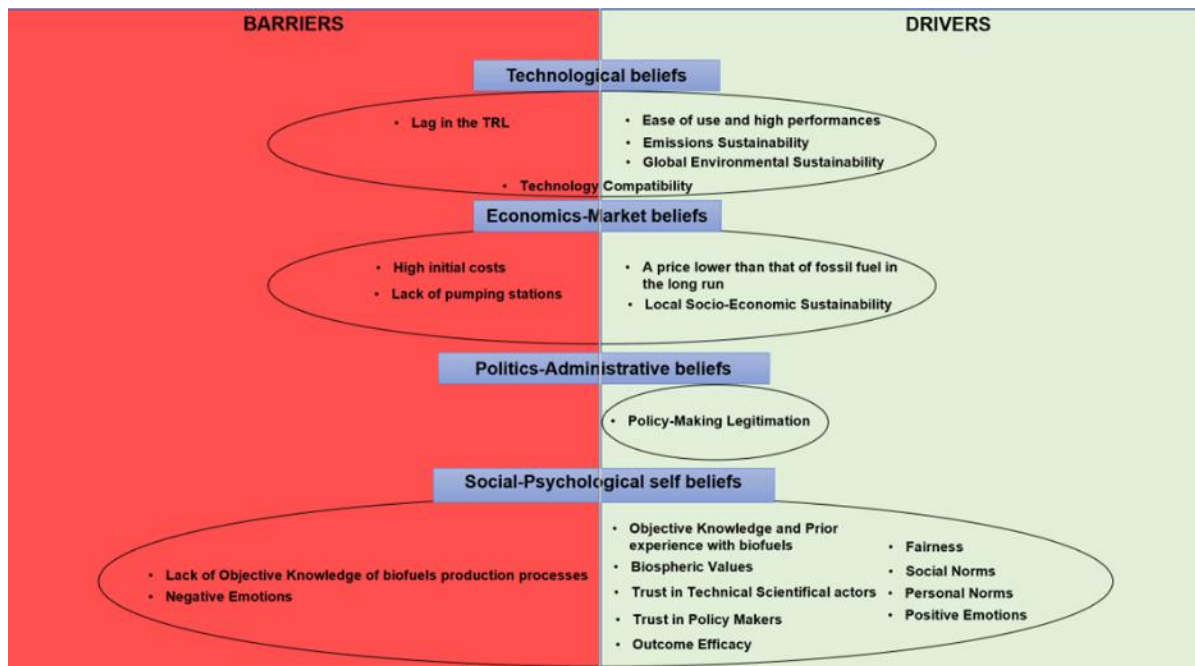 BARRIERS
DRIVERS
Technological beliefs
• Lag in the TRL
• Ease of use and high performances
• Emissions Sustainability
• Global Environmental Sustainability
• Technology Compatibility
Economics-Market beliefs
• High initial costs
• Lack of pumping stations
• A price lower than that of fossil fuel in
the long run
• Local Socio-Economic Sustainability
Politics-Administrative beliefs
• Policy-Making Legitimation
Social-Psychological self beliefs
• Lack of Objective Knowledge of biofuels production processes
• Negative Emotions
• Objective Knowledge and Prior
experience with biofuels
• Biospheric Values
• Trust in Technical Scientifical actors
• Trust in Policy Makers
• Outcome Efficacy
• Fairness
• Social Norms
• Personal Norms
• Positive Emotions